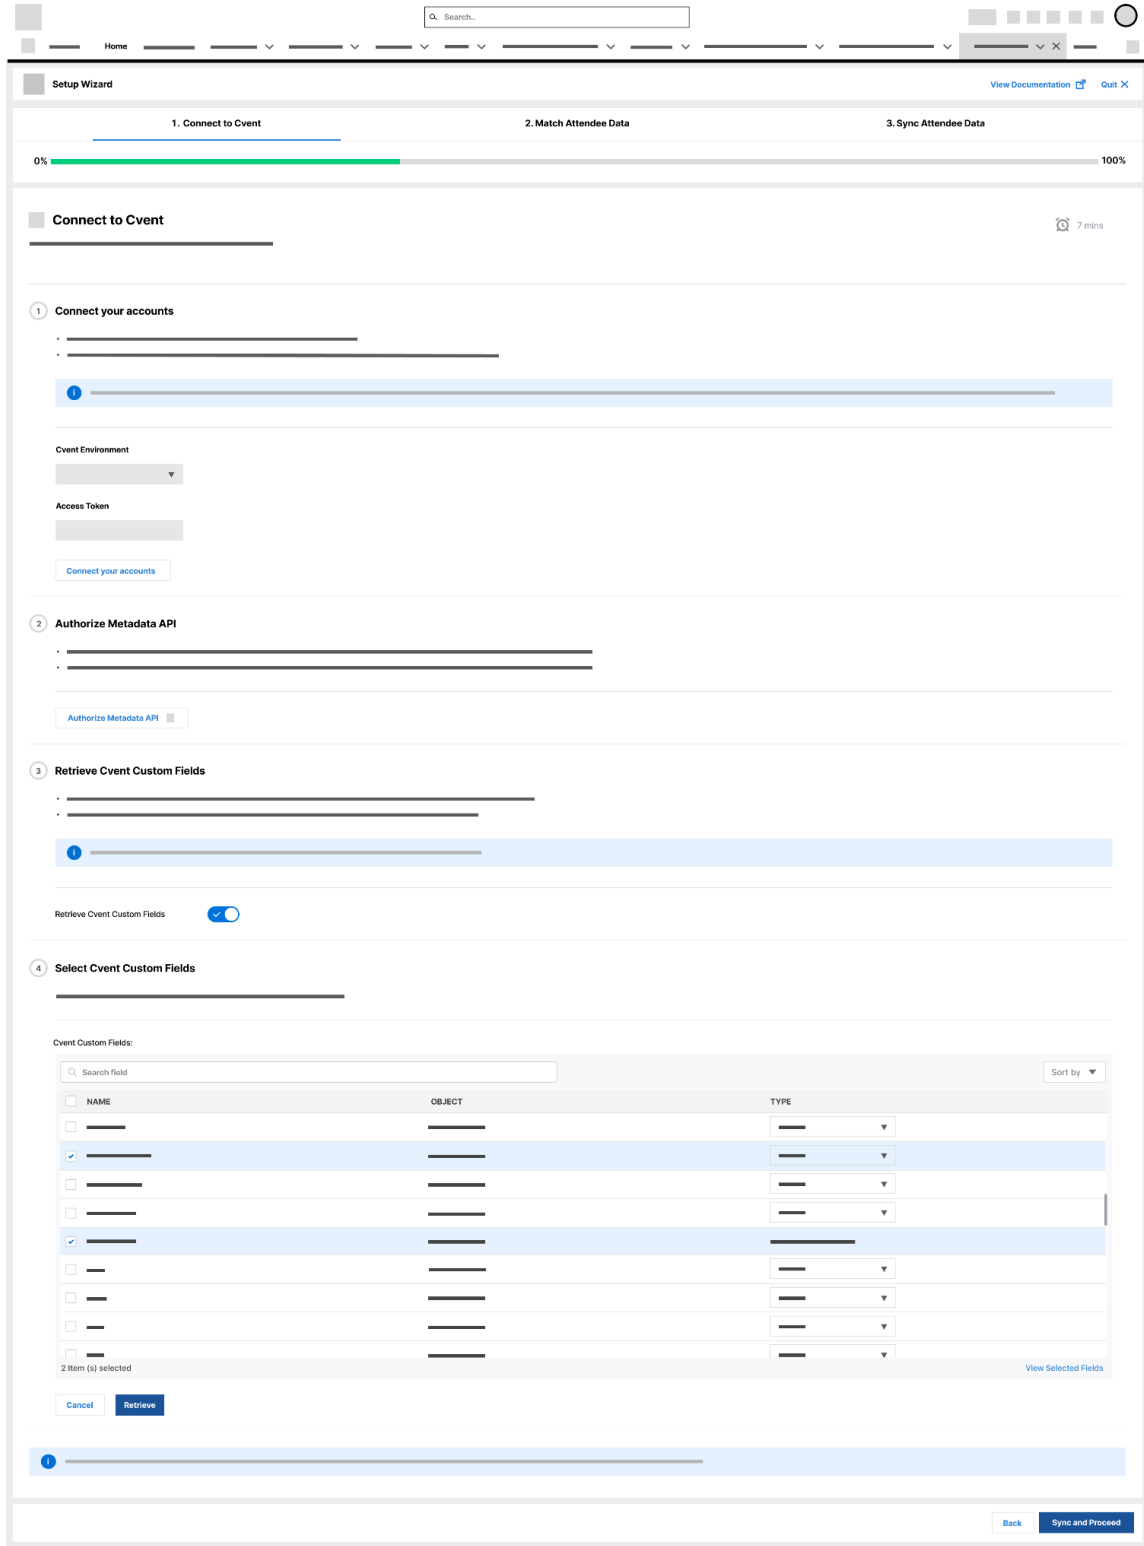 Search..
Home
Setup Wizard
View Documentation
Quit
1. Connect to Cvent
2. Match Attendee Data
3. Sync Attendee Data
0%
100%
Connect to Cvent
7 mins
1
Connect your accounts
i
Cvent Environment
Access Token
Connect your accounts
2
Authorize Metadata API
Authorize Metadata API
3
Retrieve Cvent Custom Fields
i
Retrieve Cvent Custom Fields
4
Select Cvent Custom Fields
Cvent Custom Fields:
Search field
Sort by
NAME OBJECT TYPE
2 Item (s) selected
View Selected Fields
Cancel
Retrieve
i
Back
Sync and Proceed